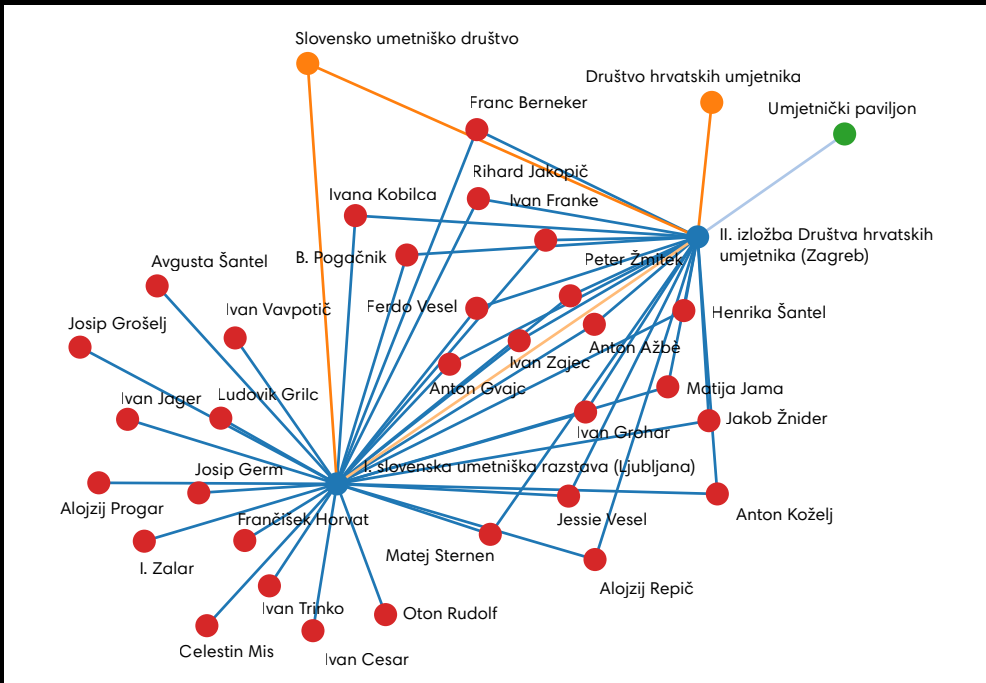 Slovensko umetniško društvo
Društvo hrvatskih umjetnika
Franc Berneker
Umjetnički paviljon
Rihard Jakopič
Ivana Kobilca
Ivan Franke
II. izložba Društva hrvatskih
umjetnika (Zagreb)
B. Pogačnik
Peter Žmitek
Avgusta Šantel
Ivan Vavpotič
Ferdo Vesel
Henrika Šantel
Josip Grošelj
Anton Ažbè
Ivan Zajec
Anton Gvajc
Matija Jama
Ivan Jager
Ludovik Grilc
Jakob Žnider
Ivan Grohar
I. slovenska umetniška razstava (Ljubljana)
Josip Germ
Alojzij Progar
Frančišek Horvat
Jessie Vesel
Anton Koželj
Matej Sternen
I. Zalar
Alojzij Repič
Ivan Trinko
Oton Rudolf
Celestin Mis
Ivan Cesar